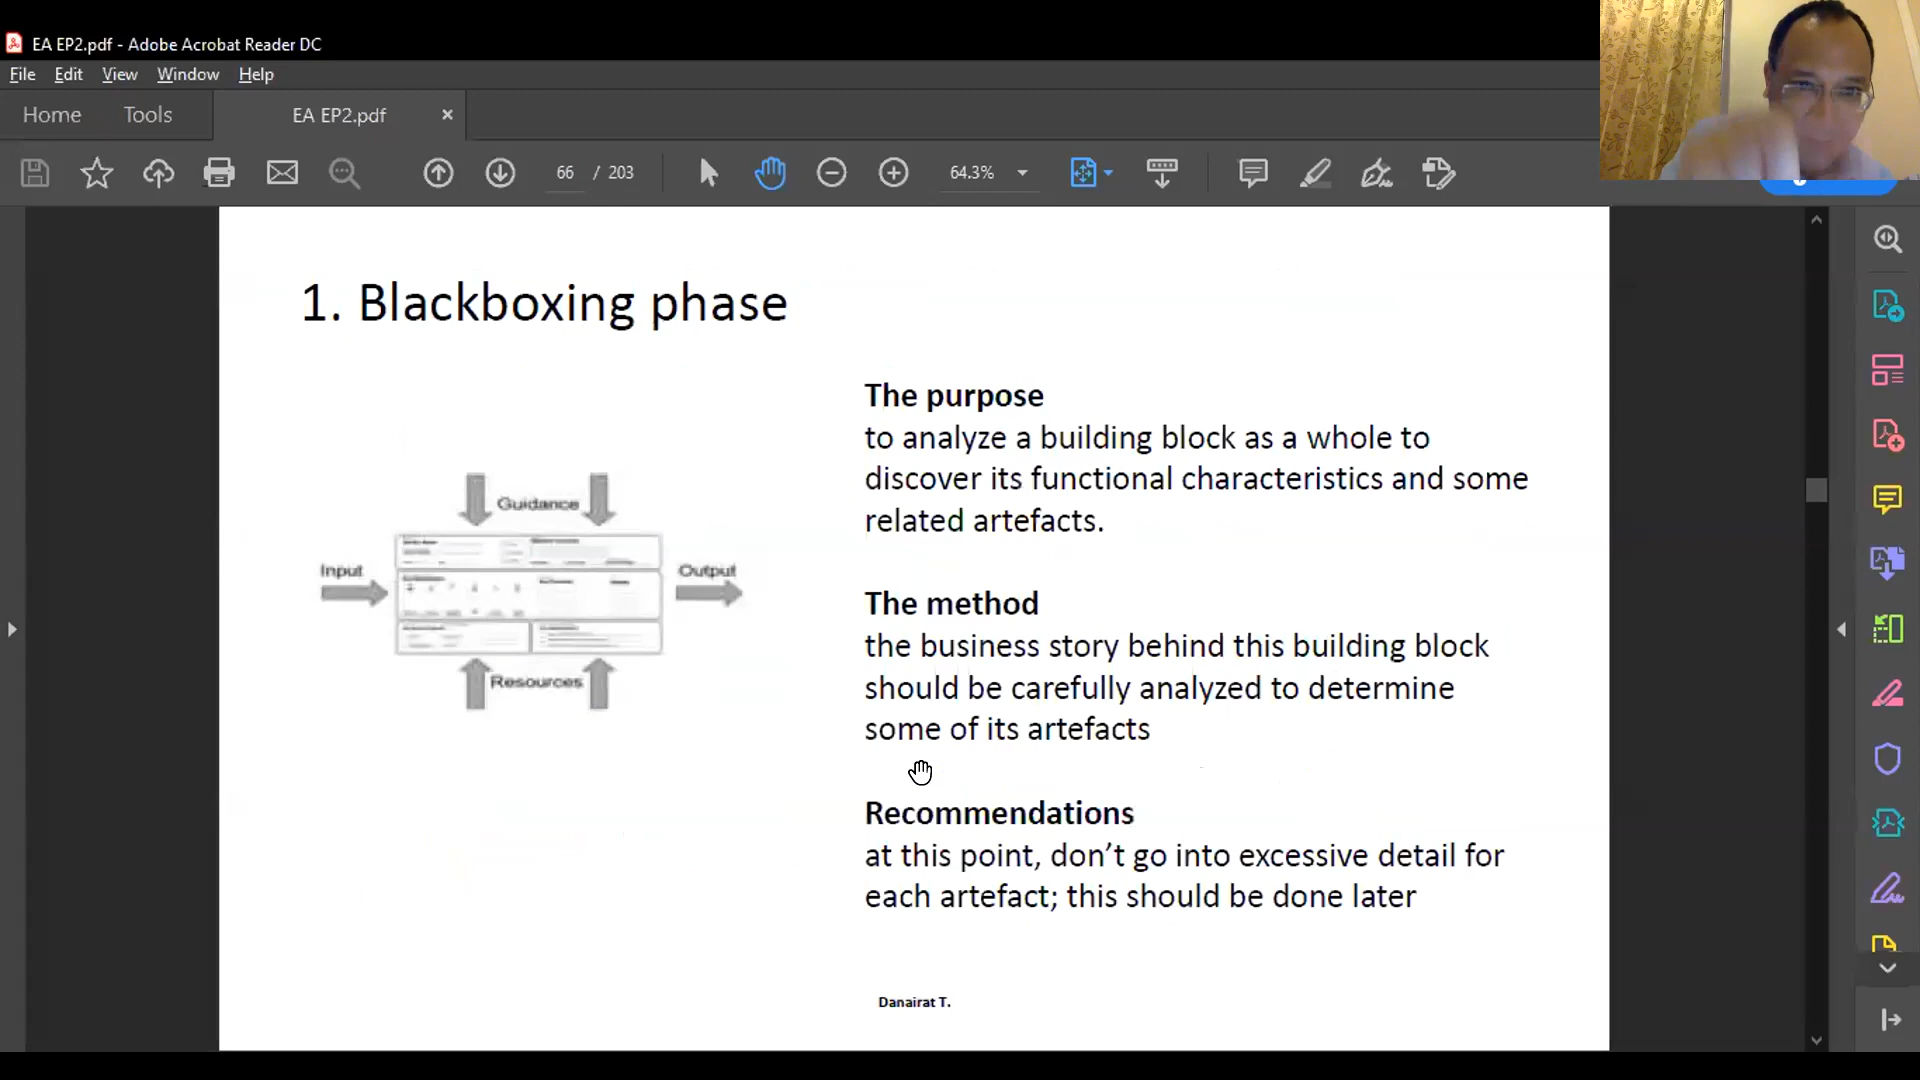 EA EP2.pdf - Adobe Acrobat Reader DC
File Edit View Window Help
Home Tools EA EP2.pdf
66 / 203 64.3%
1. Blackboxing phase
The purpose
to analyze a building block as a whole to
discover its functional characteristics and some
related artefacts.
Guidance
Input
Output
Resources
The method
the business story behind this building block
should be carefully analyzed to determine
some of its artefacts
Recommendations
at this point, don’t go into excessive detail for
each artefact; this should be done later
Danairat T.